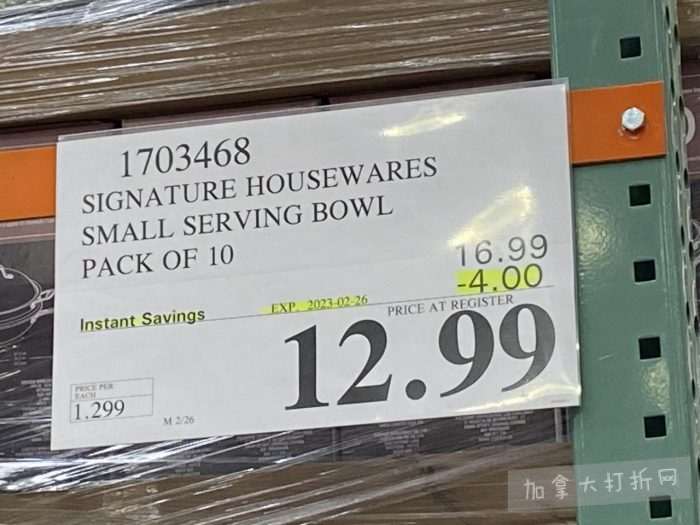 1703468
SIGNATURE HOUSEWARES
SMALL SERVING BOWL
PACK OF 10
16.99
-4.00
Instant Savings EXP. 2023-02-26
PRICE AT REGISTER
12.99
PRICE PER
EACH
1.299
M 2/26
加拿大打折网